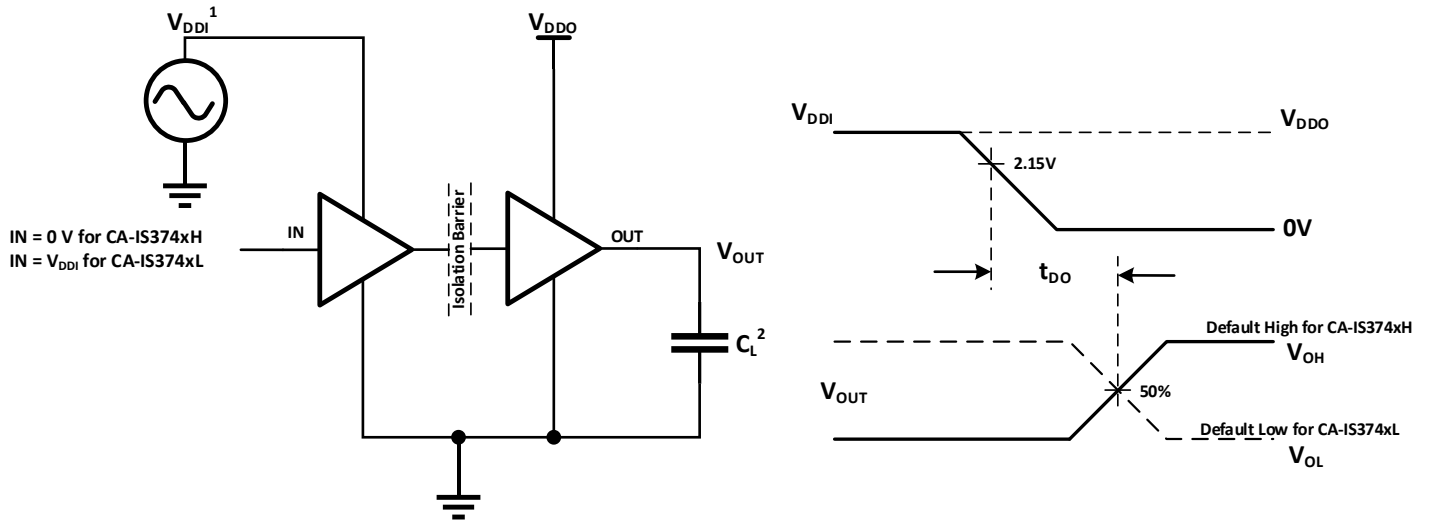 VDDI1
VDDO
IN = 0 V for CA-IS374xH
IN = VDDI for CA-IS374xL
IN
Isolation Barrier
OUT
VOUT
CL2
VDDI
VDDO
2.15V
0V
tDO
Default High for CA-IS374xH
VOH
VOUT
50%
Default Low for CA-IS374xL
VOL